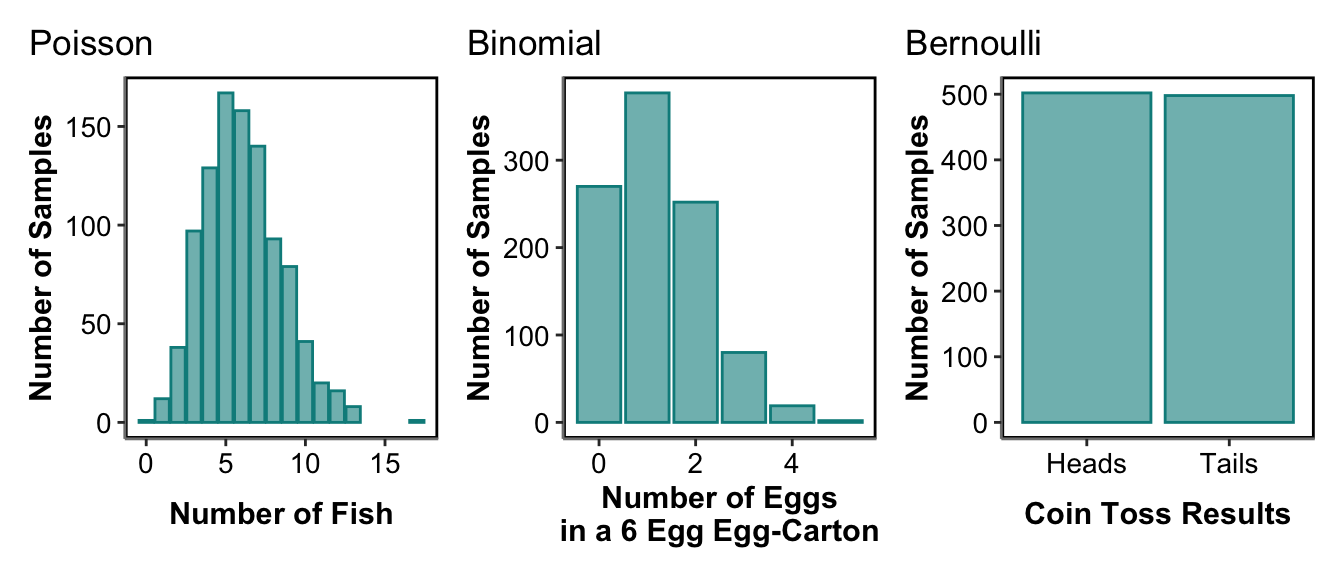 Poisson
Number of Samples
150
100
50
0
0 5 10 15
Number of Fish
Binomial
Number of Samples
300
200
100
0
0 2 4
Number of Eggs
in a 6 Egg Egg-Carton
Bernoulli
Number of Samples
500
400
300
200
100
0
Heads Tails
Coin Toss Results